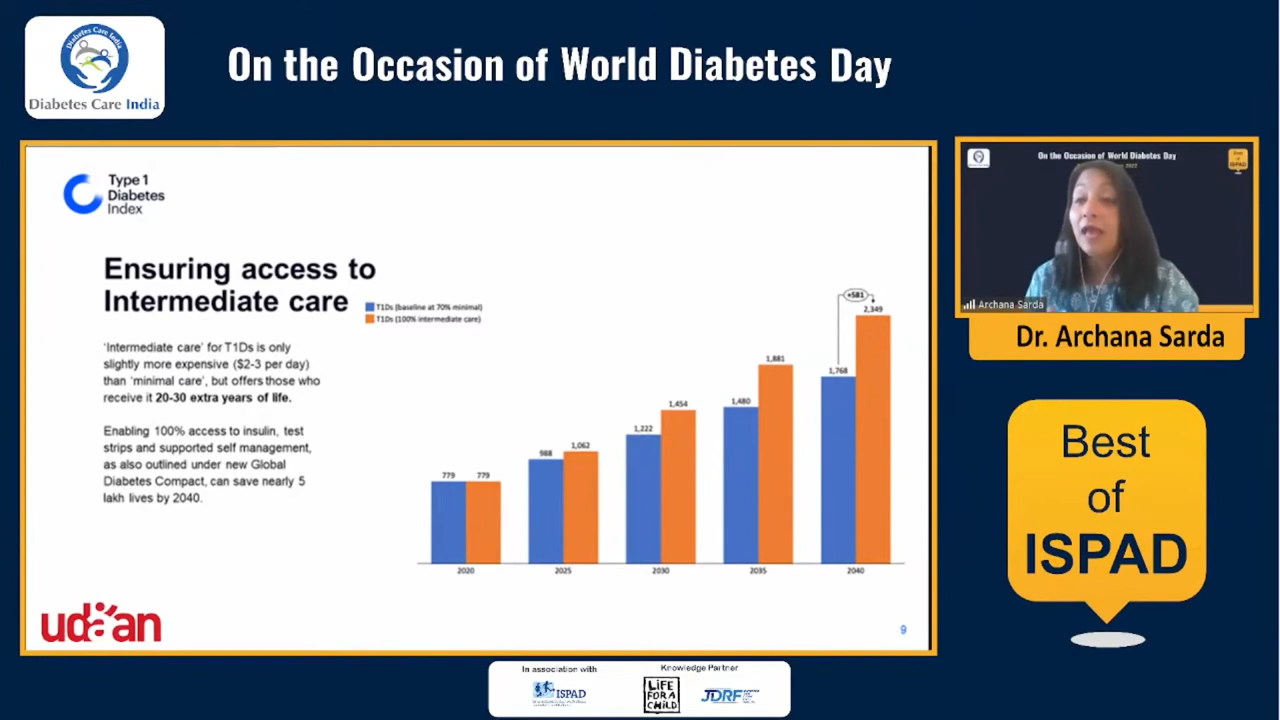 Diabetes Care India
Diabetes Care India
On the Occasion of World Diabetes Day
Type 1
Diabetes
Index
Ensuring access to
Intermediate care
T1Ds (baseline at 70% minimal)
T1Ds (100% intermediate care)
'Intermediate care' for T1Ds is only
slightly more expensive ($2-3 per day)
than 'minimal care', but offers those who
receive it 20-30 extra years of life.
Enabling 100% access to insulin, test
strips and supported self management,
as also outlined under new Global
Diabetes Compact, can save nearly 5
lakh lives by 2040.
+581
2,349
1,768
1,881
1,480
1,454
1,222
1,062
988
779 779
2020 2025 2030 2035 2040
udaan
9
On the Occasion of World Diabetes Day
Best
of
ISPAD
Archana Sarda
Dr. Archana Sarda
Best
of
ISPAD
In association with
ISPAD
Knowledge Partner
LiFE
FOR A
CHiLD
JDRF